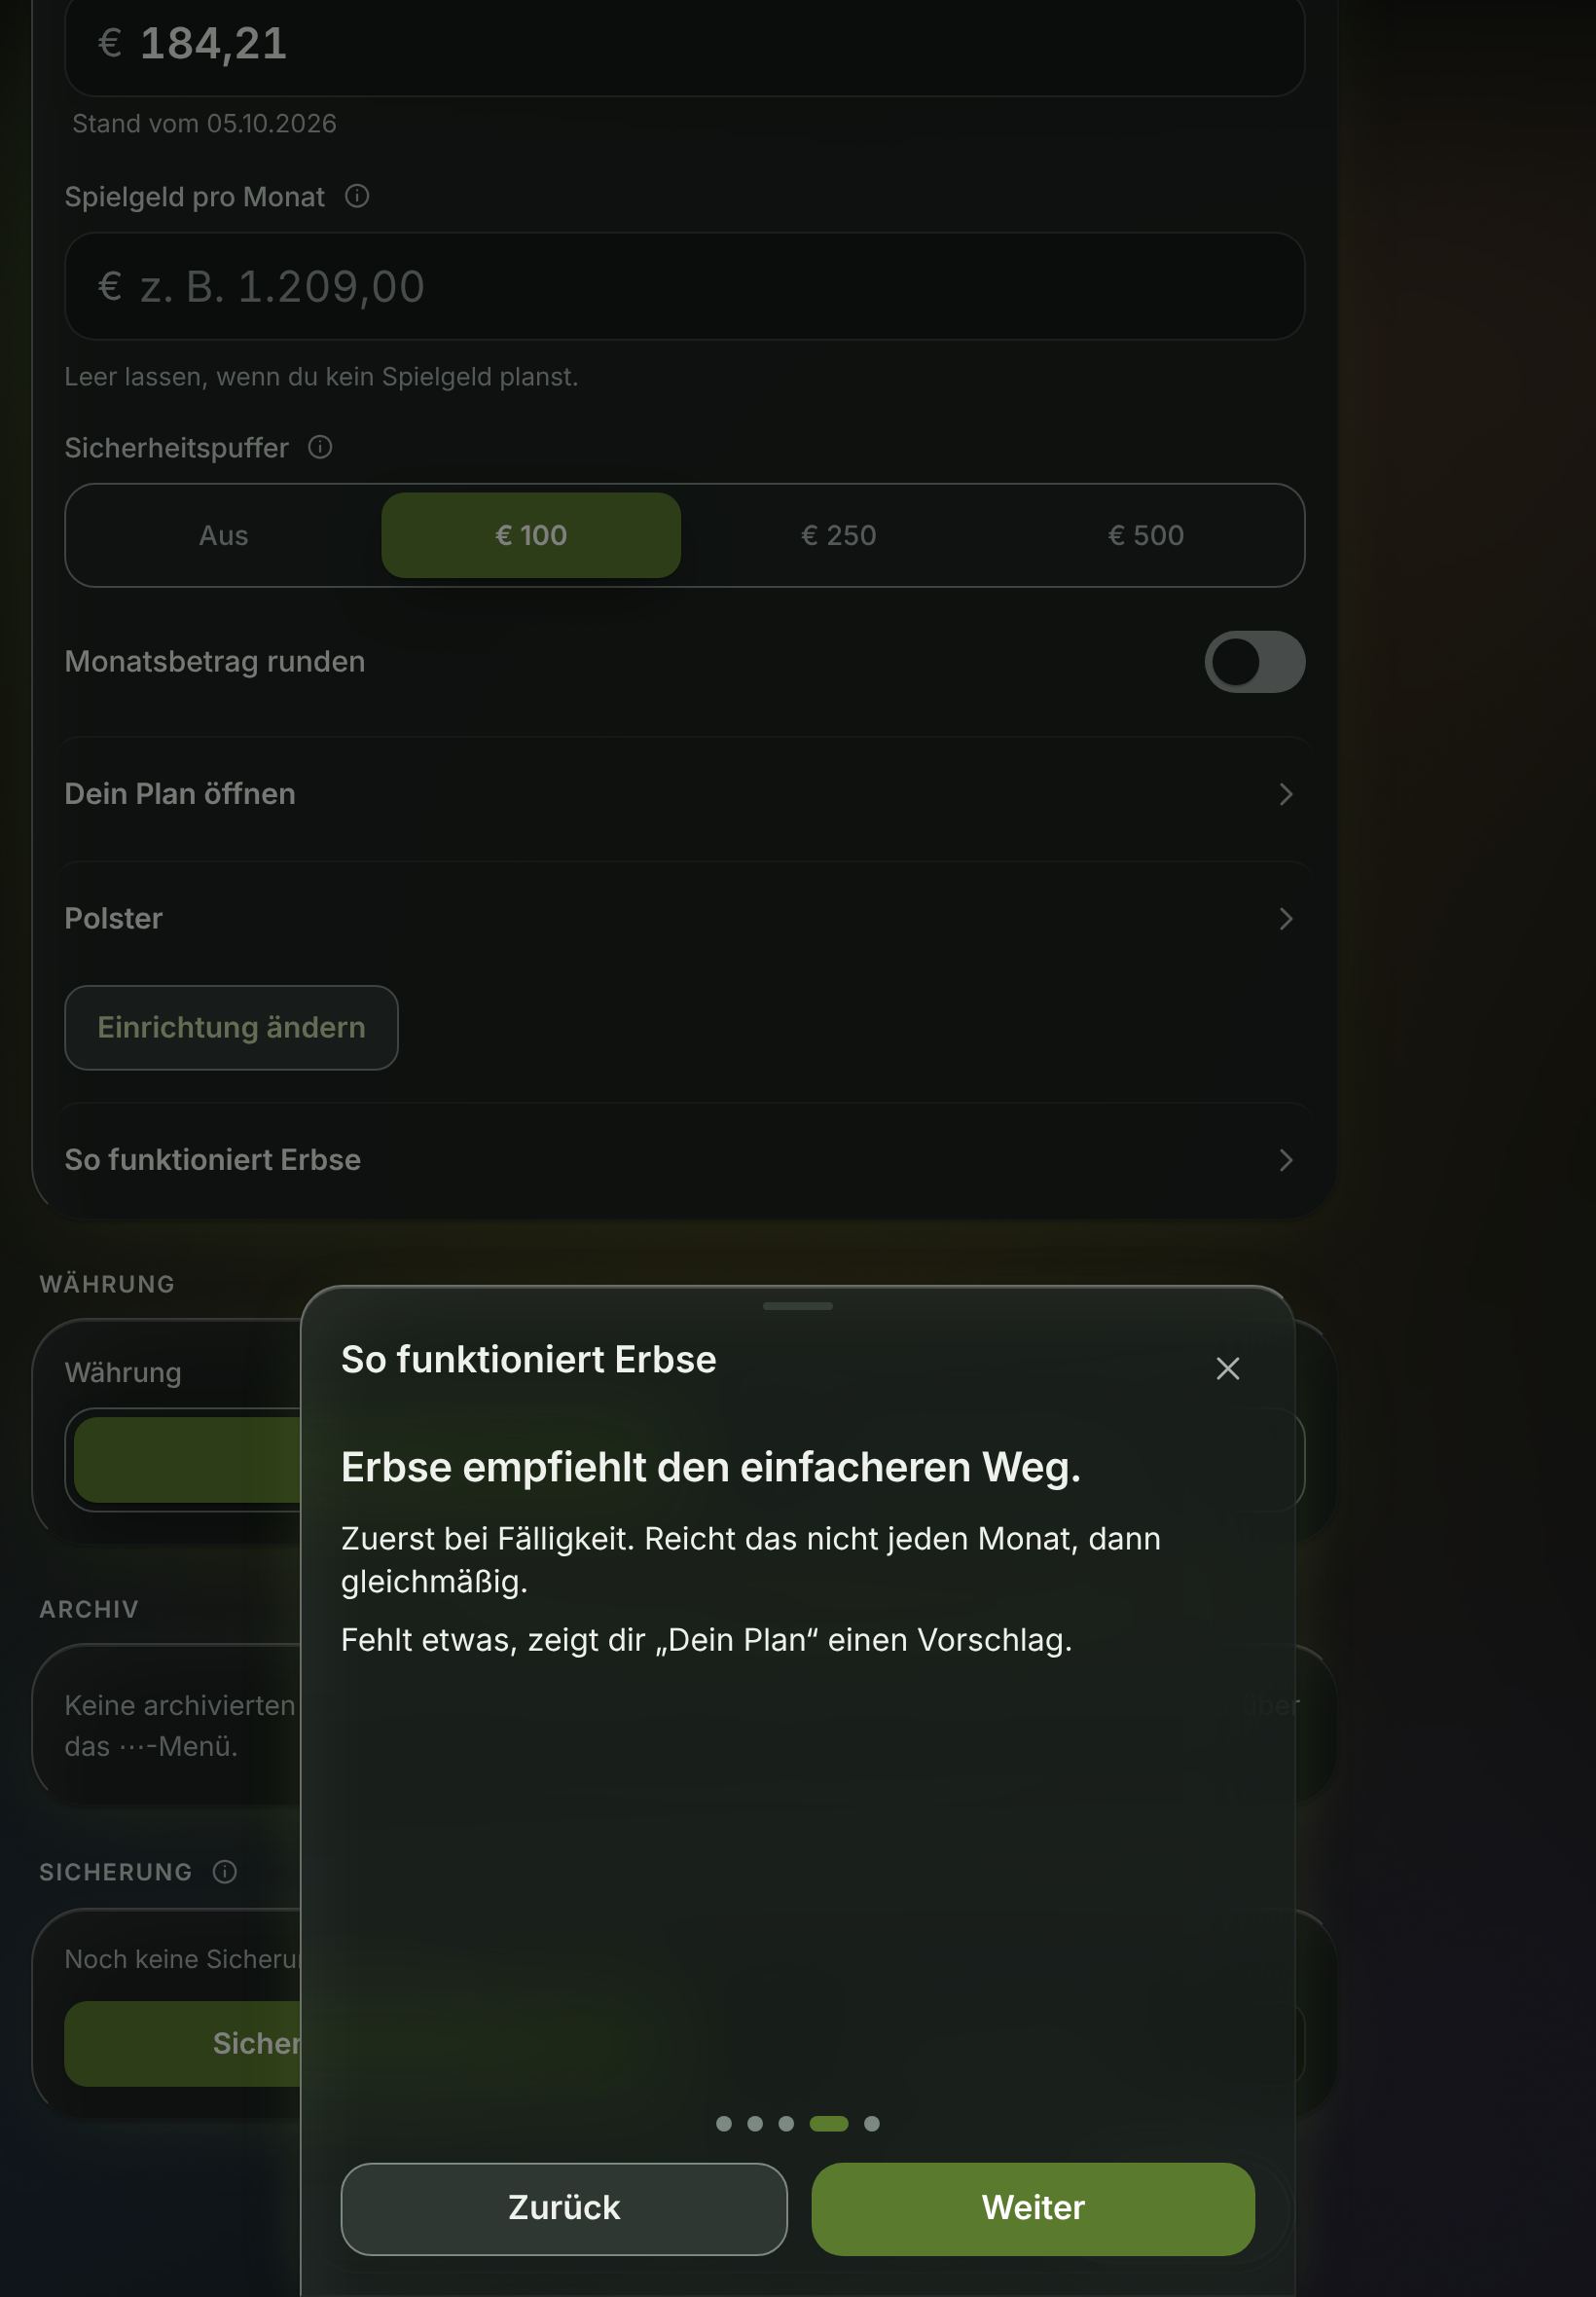 € 184,21
Stand vom 05.10.2026
Spielgeld pro Monat
€ z. B. 1.209,00
Leer lassen, wenn du kein Spielgeld planst.
Sicherheitspuffer
Aus € 100 € 250 € 500
Monatsbetrag runden
Dein Plan öffnen
Polster
Einrichtung ändern
So funktioniert Erbse
WÄHRUNG
Währung
ARCHIV
Keine archivierten
das ···-Menü.
SICHERUNG
Noch keine
So funktioniert Erbse
Erbse empfiehlt den einfacheren Weg.
Zuerst bei Fälligkeit. Reicht das nicht jeden Monat, dann
gleichmäßig.
Fehlt etwas, zeigt dir „Dein Plan“ einen Vorschlag.
Zurück Weiter